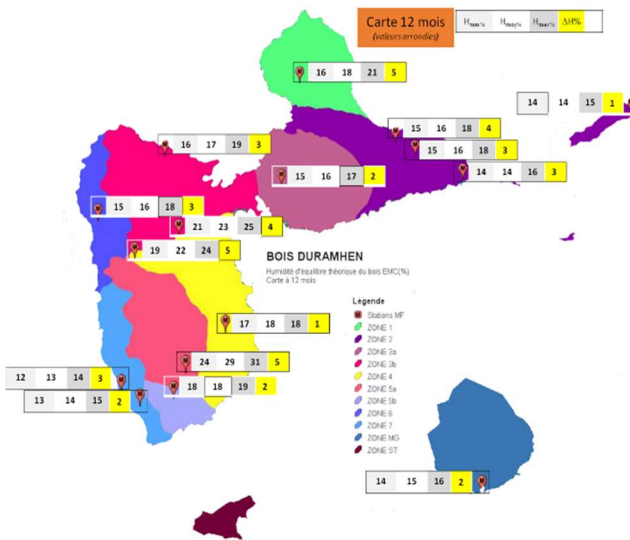 Carte 12 mois
(valeurs arrondies)
Hmin% Hmoy% Hmax% ΔH%
16 18 21 5
14 14 15 1
15 16 18 4
16 17 19 3
15 16 18 3
15 16 17 2
14 14 16 3
15 16 18 3
21 23 25 4
19 22 24 5
BOIS DURAMHEN
Humidité d'équilibre théorique du bois EMC(%)
Carte à 12 mois
Légende
Stations MF
ZONE 1
ZONE 2
ZONE 3a
ZONE 3b
ZONE 4
ZONE 5a
ZONE 5b
ZONE 6
ZONE 7
ZONE MG
ZONE ST
17 18 18 1
24 29 31 5
12 13 14 3
18 18 19 2
13 14 15 2
14 15 16 2